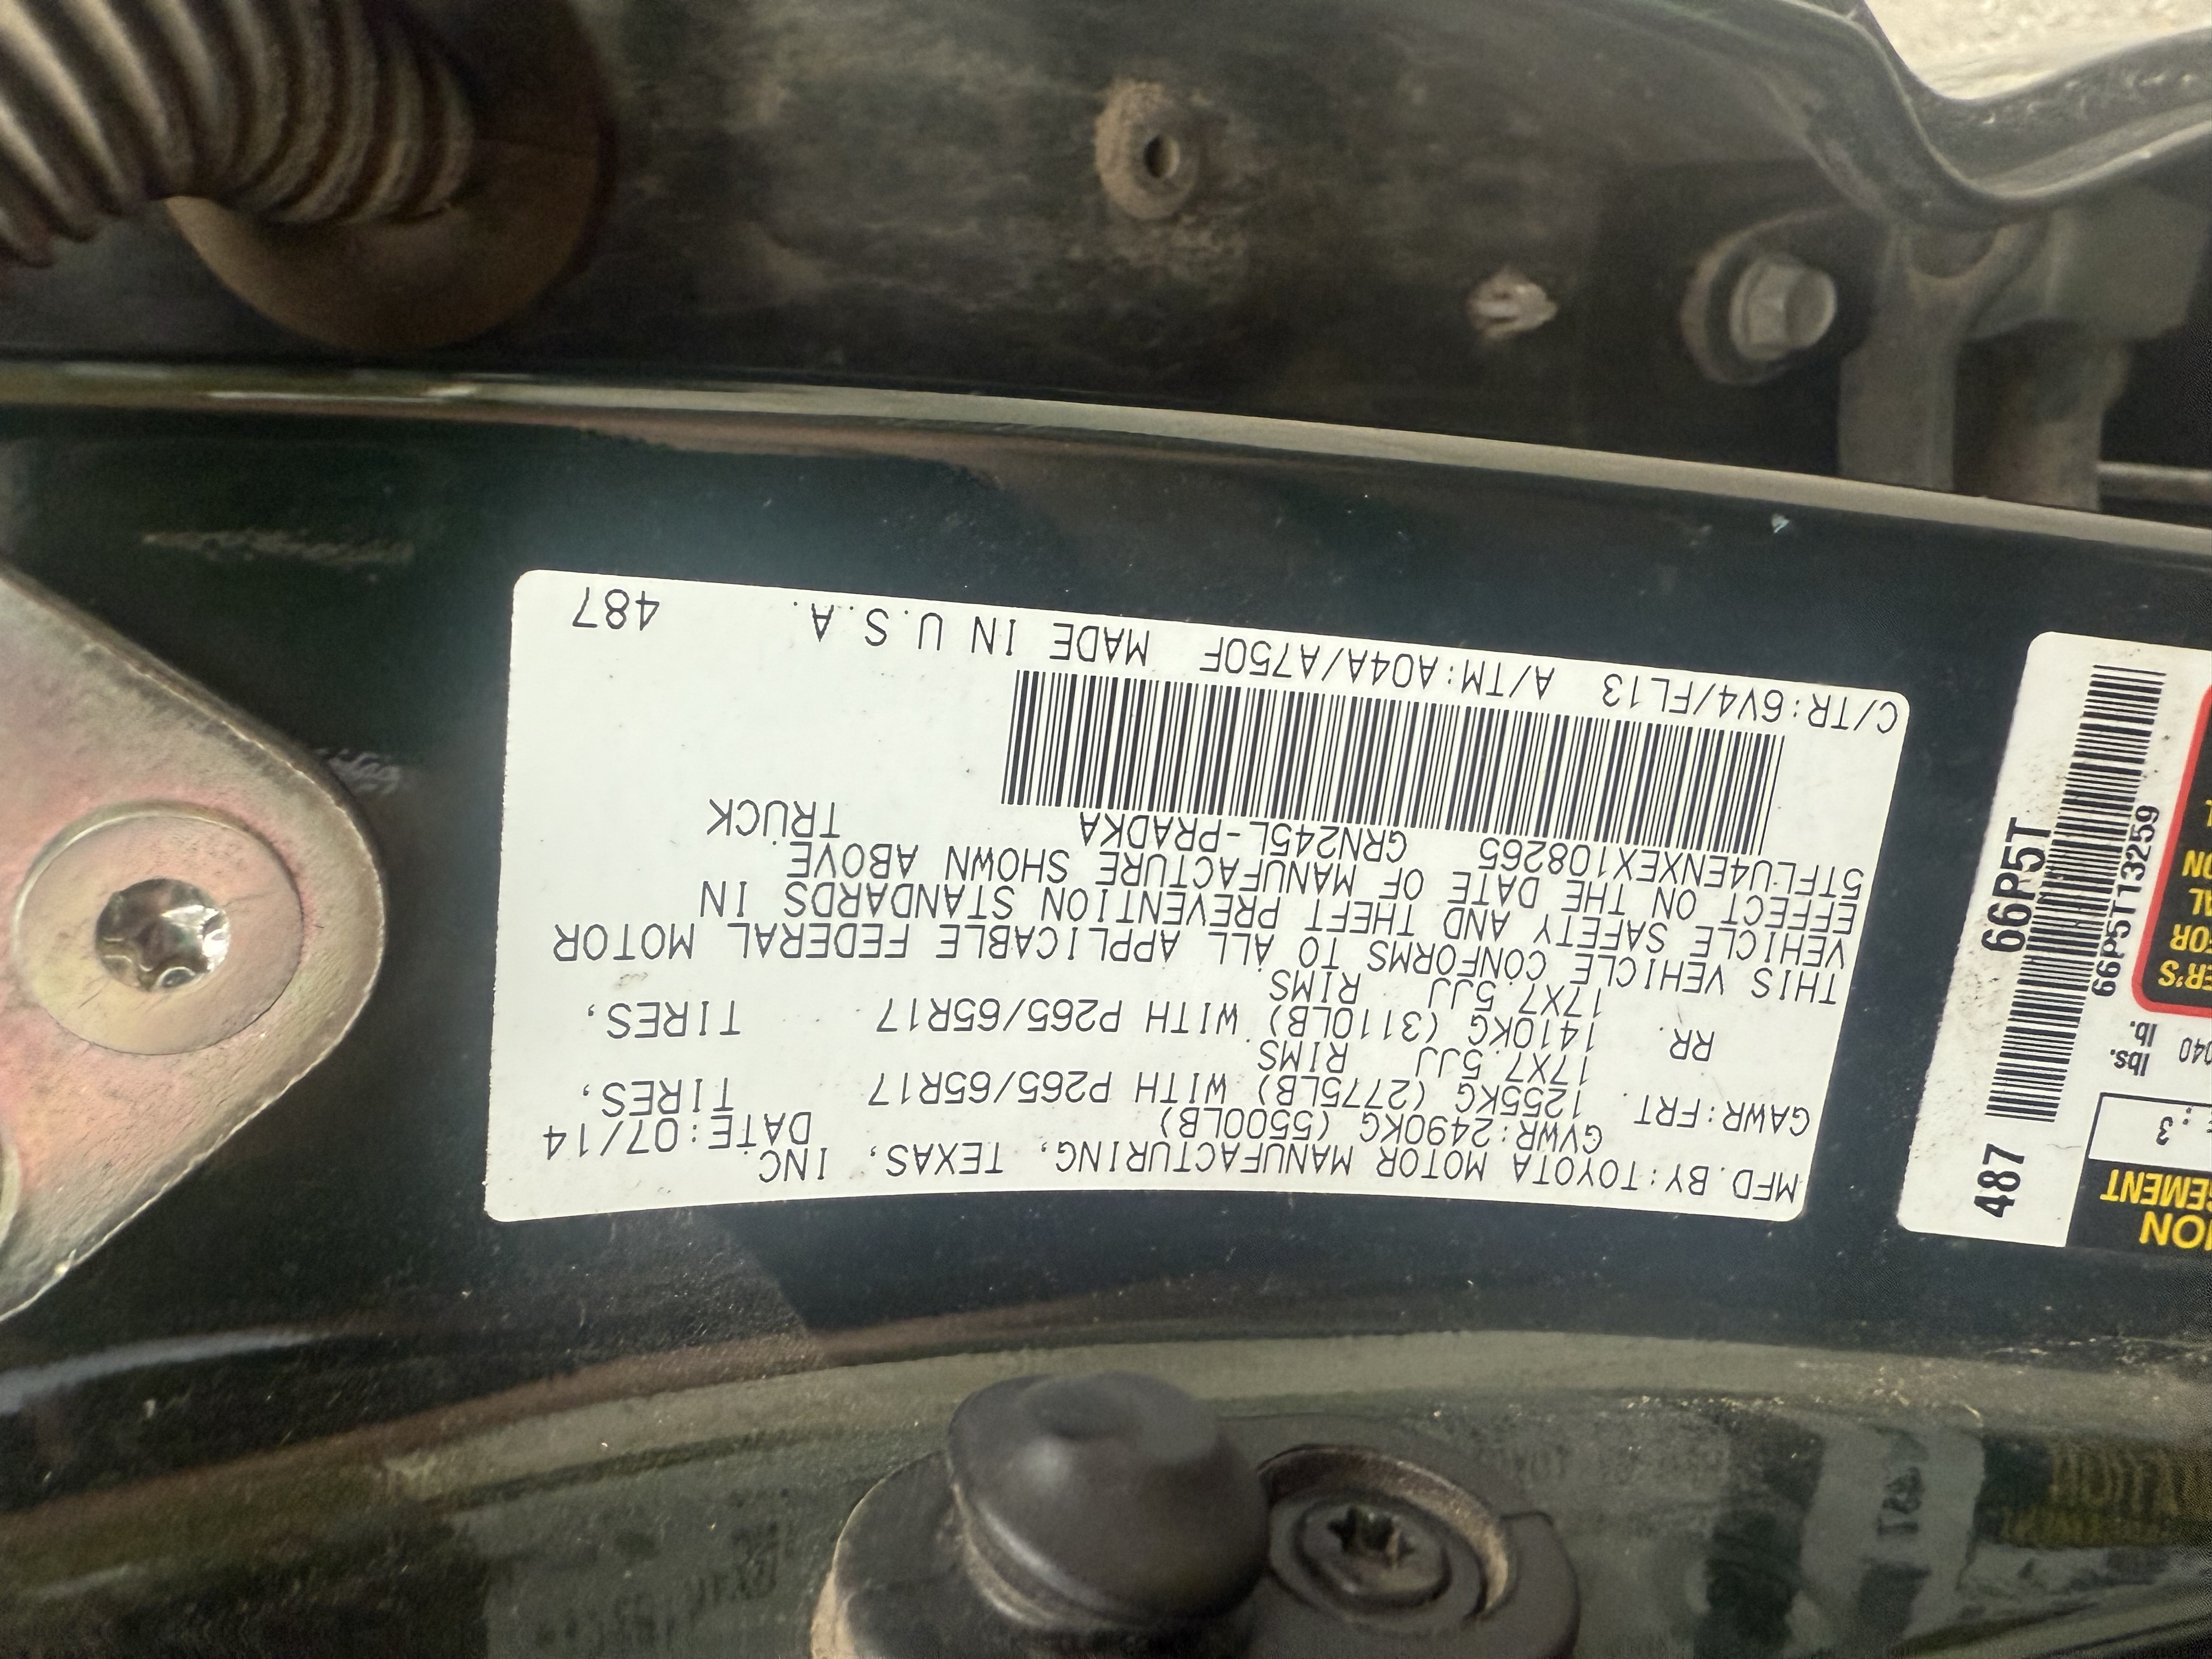 MFD.BY:TOYOTA MOTOR MANUFACTURING, TEXAS, INC.
GVWR:2490KG (5500LB) DATE:07/14
GAWR:FRT. 1255KG (2775LB) WITH P265/65R17 TIRES,
17X7.5JJ RIMS
RR. 1410KG (3110LB) WITH P265/65R17 TIRES,
17X7.5JJ RIMS
THIS VEHICLE CONFORMS TO ALL APPLICABLE FEDERAL MOTOR
VEHICLE SAFETY AND THEFT PREVENTION STANDARDS IN
EFFECT ON THE DATE OF MANUFACTURE SHOWN ABOVE.
5TFLU4ENXEX108265 GRN245L-PRADKA TRUCK
C/TR:6V4/FL13 A/TM:A04A/A750F MADE IN U.S.A. 487
487
66P5T
66P5T13259
lbs.
lb.